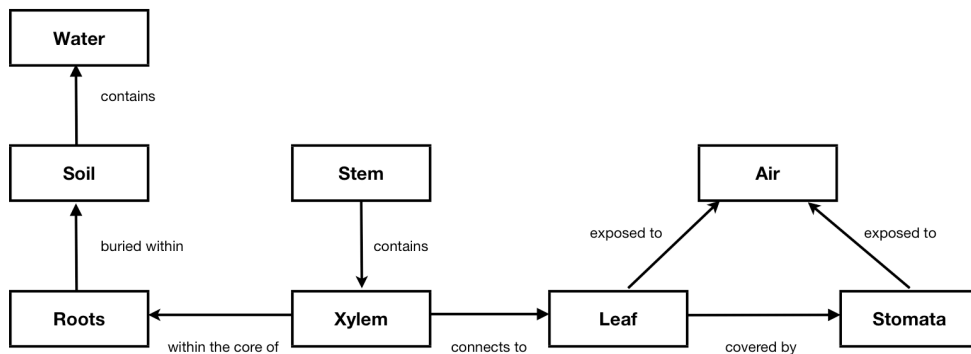 Water
contains
Soil
Stem
Air
buried within
contains
exposed to
exposed to
Roots
Xylem
Leaf
Stomata
within the core of
connects to
covered by